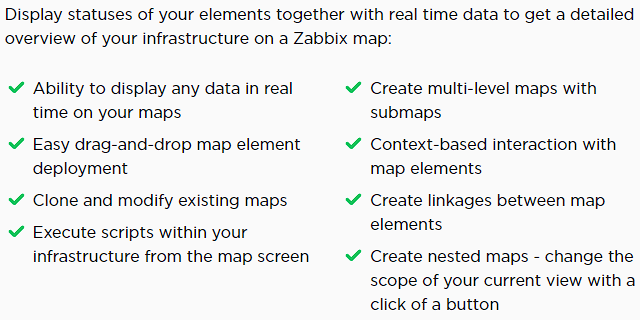 Display statuses of your elements together with real time data to get a detailed
overview of your infrastructure on a Zabbix map:
Ability to display any data in real
time on your maps
Easy drag-and-drop map element
deployment
Clone and modify existing maps
Execute scripts within your
infrastructure from the map screen
Create multi-level maps with
submaps
Context-based interaction with
map elements
Create linkages between map
elements
Create nested maps - change the
scope of your current view with a
click of a button